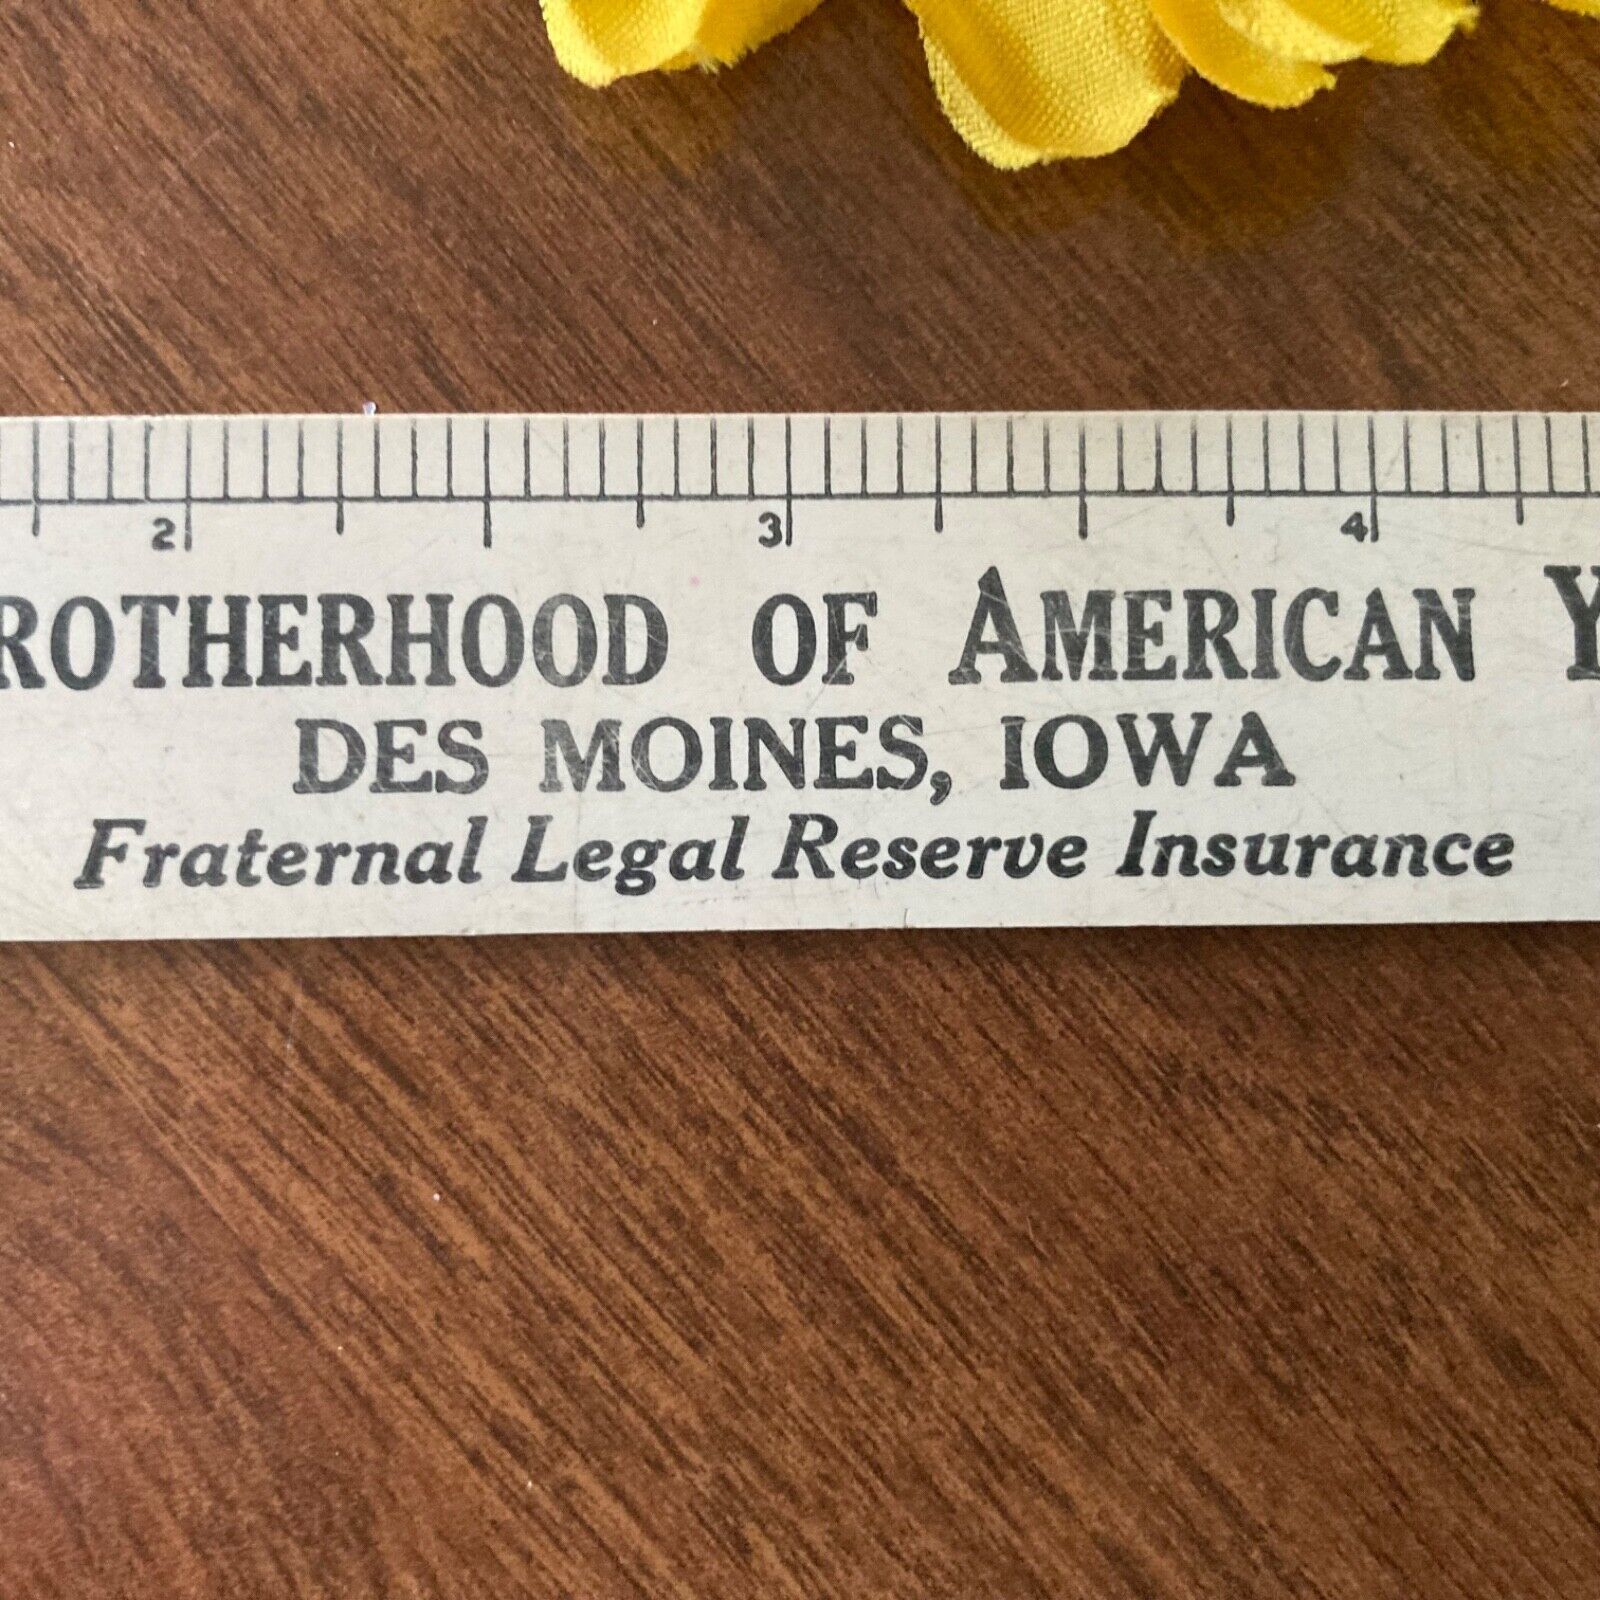 2 3 4
ROTHERHOOD OF AMERICAN Y
DES MOINES, IOWA
Fraternal Legal Reserve Insurance